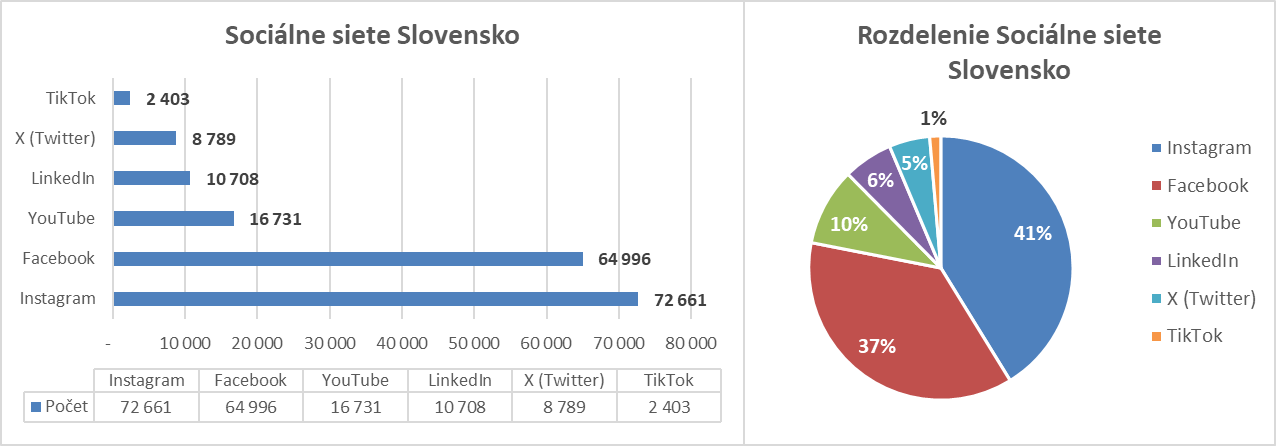 Sociálne siete Slovensko
TikTok
2 403
X (Twitter)
8 789
LinkedIn
10 708
YouTube
16 731
Facebook
64 996
Instagram
72 661
- 10 000 20 000 30 000 40 000 50 000 60 000 70 000 80 000
Instagram Facebook YouTube LinkedIn X (Twitter) TikTok
Počet 72 661 64 996 16 731 10 708 8 789 2 403
Rozdelenie Sociálne siete
Slovensko
1%
5%
6%
10%
41%
37%
Instagram
Facebook
YouTube
LinkedIn
X (Twitter)
TikTok